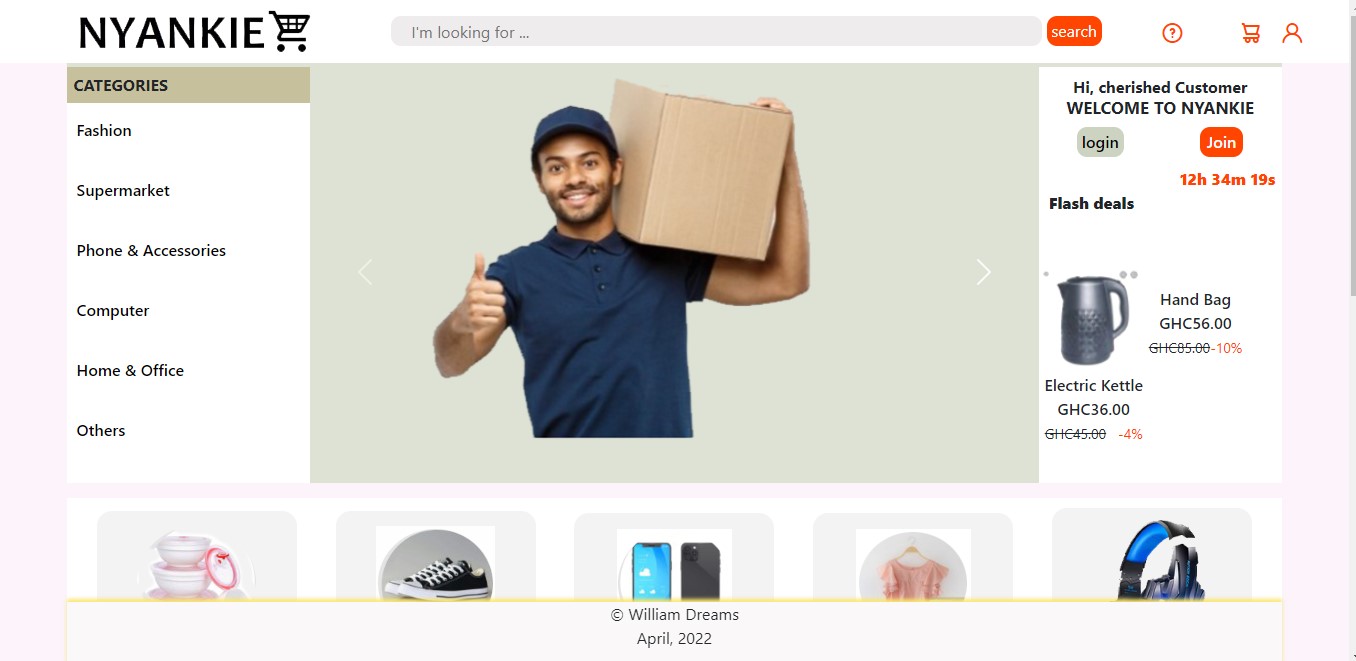 NYANKIE
I'm looking for ...
search
CATEGORIES
Fashion
Supermarket
Phone & Accessories
Computer
Home & Office
Others
Hi, cherished Customer
WELCOME TO NYANKIE
login
Join
12h 34m 19s
Flash deals
Electric Kettle
GHC36.00
GHC45.00 -4%
Hand Bag
GHC56.00
GHC85.00 -10%
© William Dreams
April, 2022